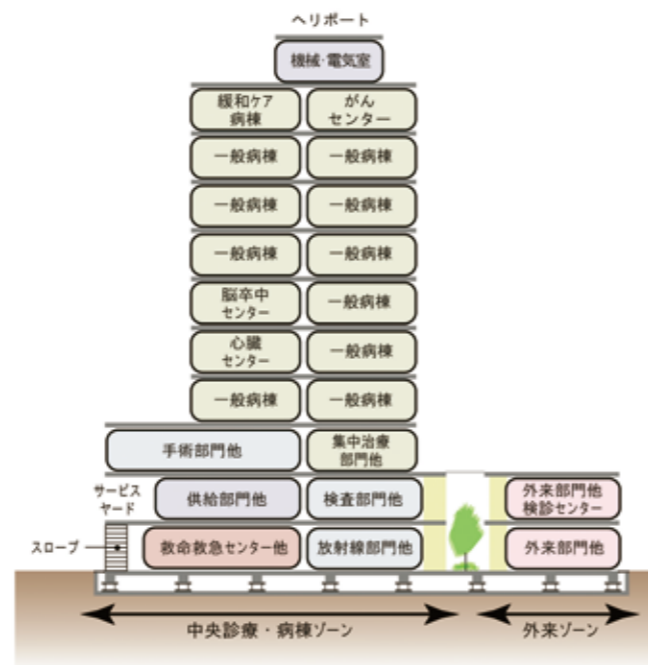 ヘリポート
機械・電気室
緩和ケア
病棟
がん
センター
一般病棟
一般病棟
一般病棟
一般病棟
一般病棟
一般病棟
脳卒中
センター
一般病棟
心臓
センター
一般病棟
一般病棟
一般病棟
手術部門他
集中治療
部門他
サービス
ヤード
供給部門他
検査部門他
外来部門他
検診センター
スロープ
救命救急センター他
放射線部門他
外来部門他
中央診療・病棟ゾーン
外来ゾーン